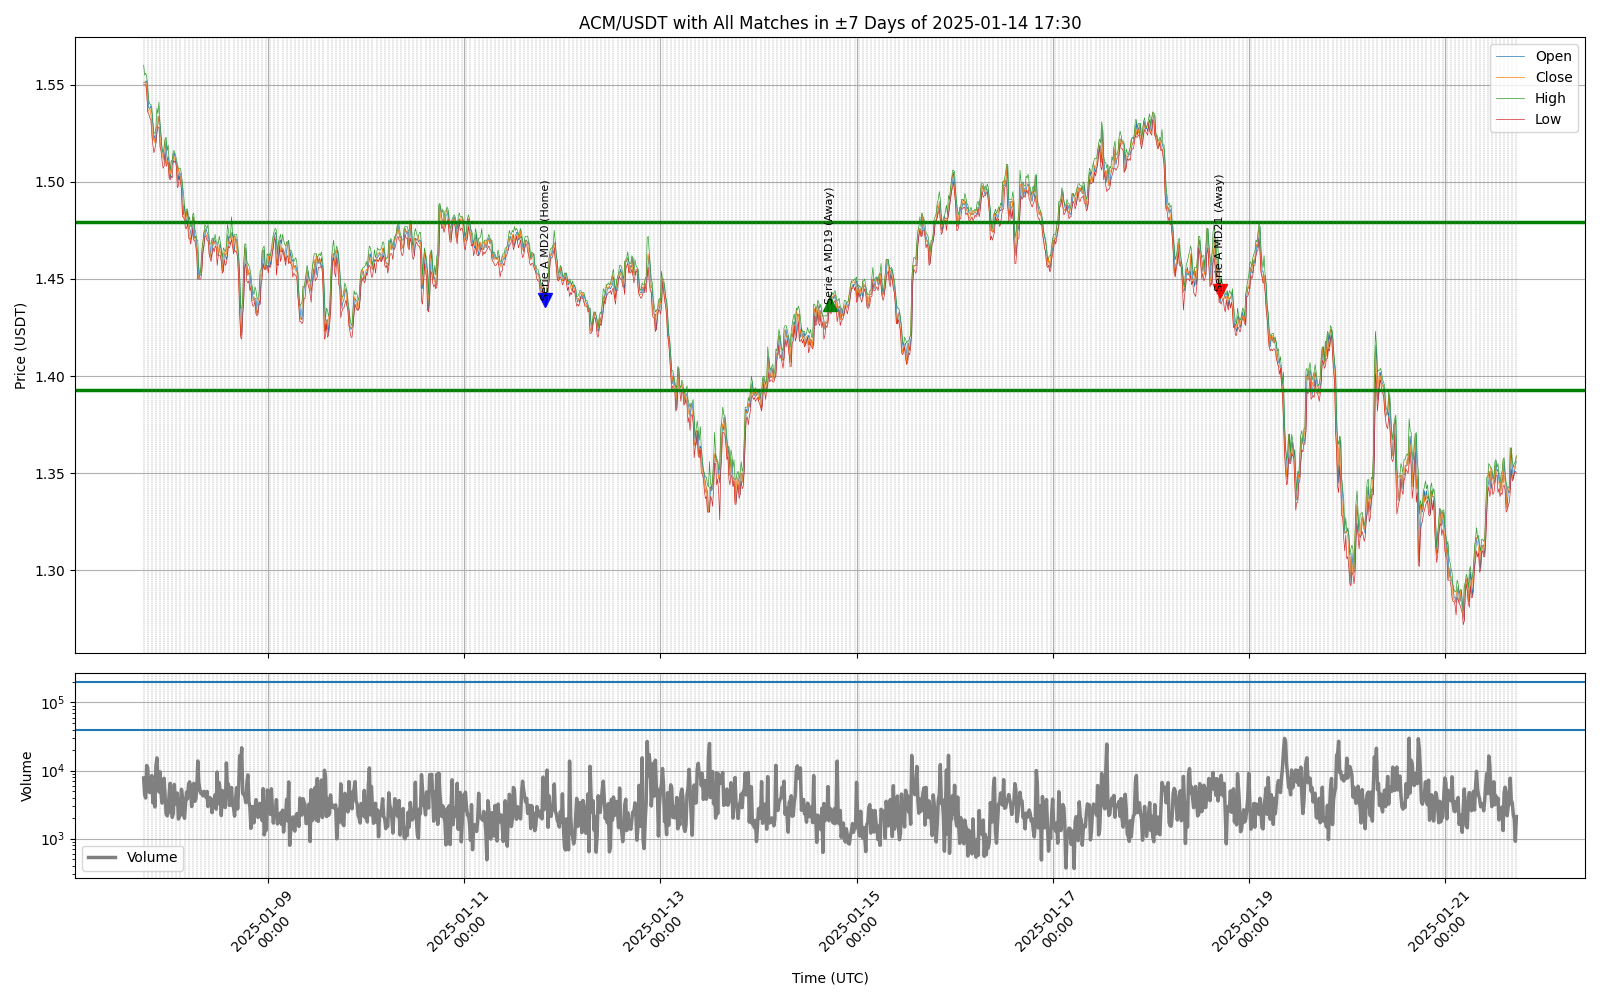 ACM/USDT with All Matches in ±7 Days of 2025-01-14 17:30
Open
Close
High
Low
Price (USDT)
1.55
1.50
1.45
1.40
1.35
1.30
Serie A MD20 (Home)
Serie A MD19 (Away)
Serie A MD21 (Away)
Volume
10^5
10^4
10^3
Volume
2025-01-09
00:00
2025-01-11
00:00
2025-01-13
00:00
2025-01-15
00:00
2025-01-17
00:00
2025-01-19
00:00
2025-01-21
00:00
Time (UTC)